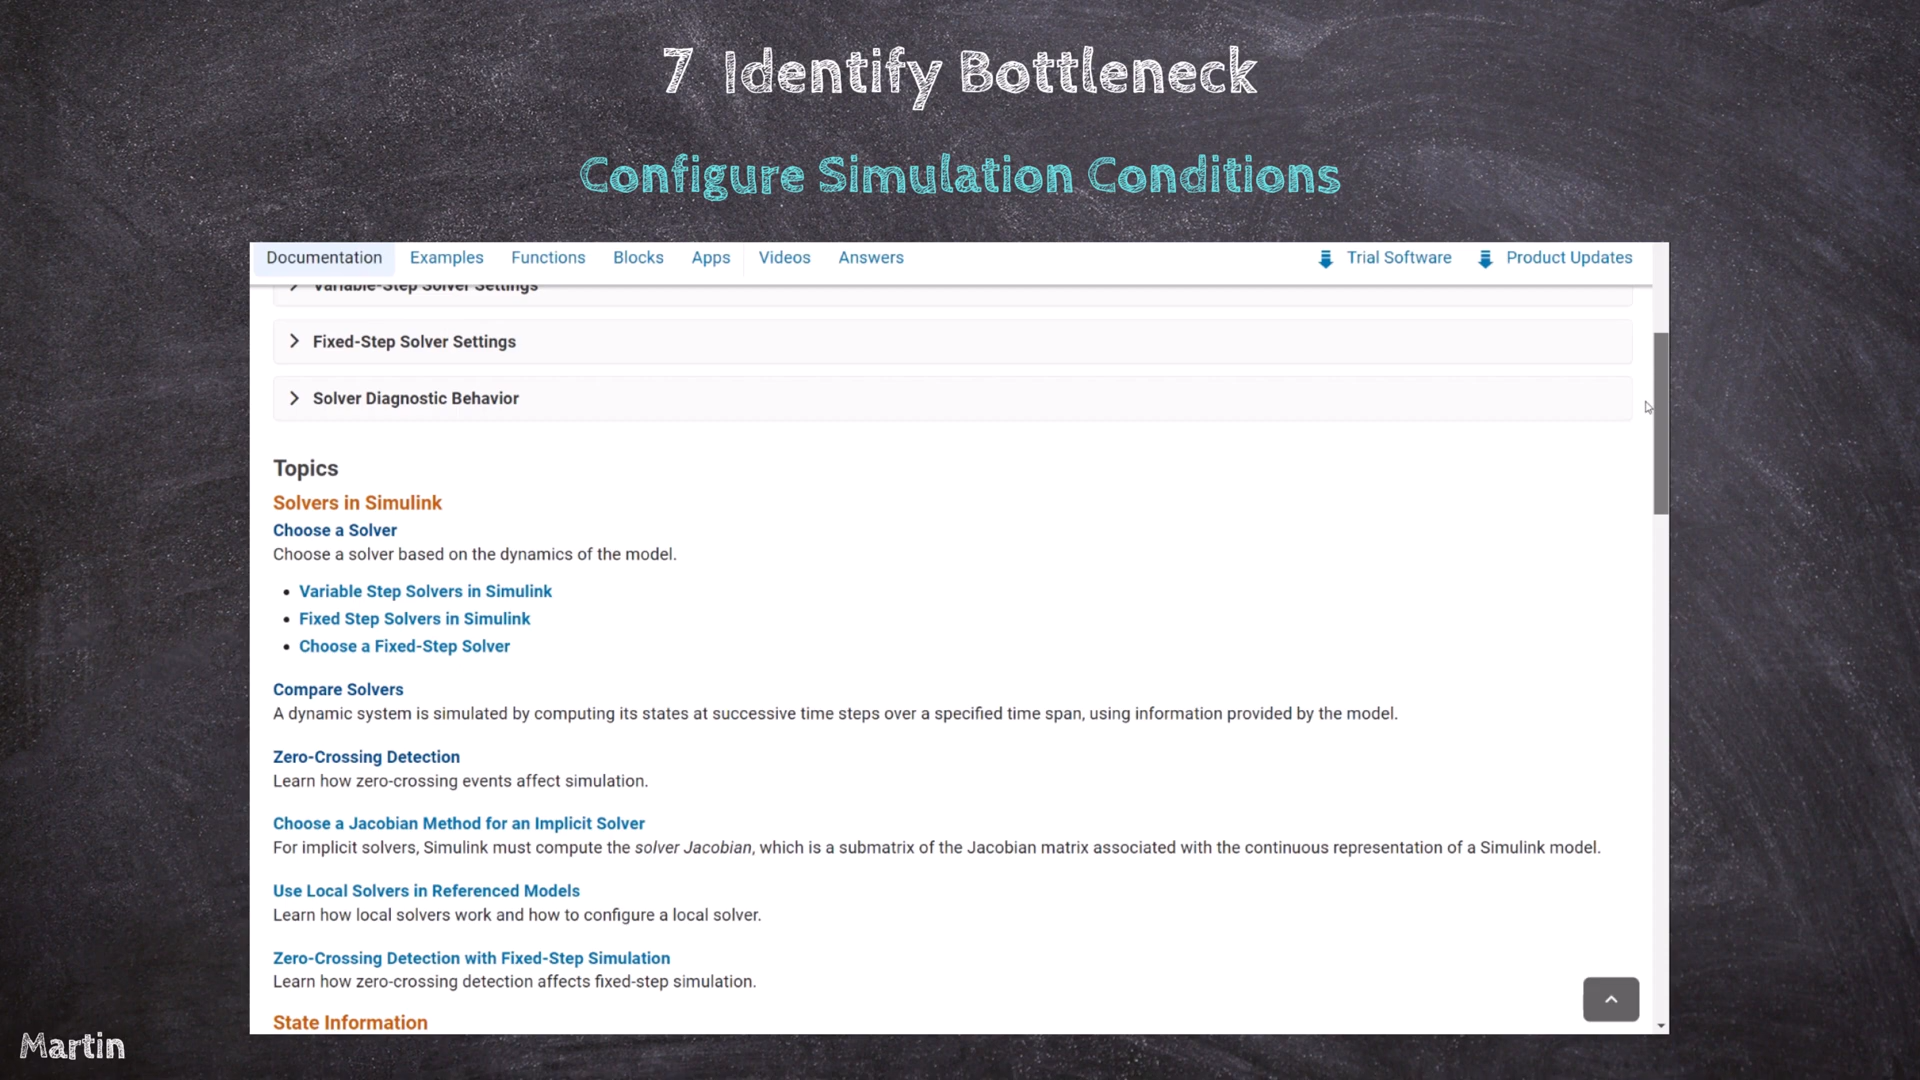 7 Identify Bottleneck
Configure Simulation Conditions
Documentation Examples Functions Blocks Apps Videos Answers Trial Software Product Updates
Variable-Step Solver Settings
Fixed-Step Solver Settings
Solver Diagnostic Behavior
Topics
Solvers in Simulink
Choose a Solver
Choose a solver based on the dynamics of the model.
• Variable Step Solvers in Simulink
• Fixed Step Solvers in Simulink
• Choose a Fixed-Step Solver
Compare Solvers
A dynamic system is simulated by computing its states at successive time steps over a specified time span, using information provided by the model.
Zero-Crossing Detection
Learn how zero-crossing events affect simulation.
Choose a Jacobian Method for an Implicit Solver
For implicit solvers, Simulink must compute the solver Jacobian, which is a submatrix of the Jacobian matrix associated with the continuous representation of a Simulink model.
Use Local Solvers in Referenced Models
Learn how local solvers work and how to configure a local solver.
Zero-Crossing Detection with Fixed-Step Simulation
Learn how zero-crossing detection affects fixed-step simulation.
State Information
Martin